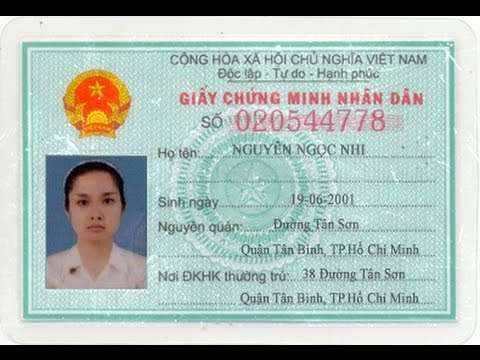 CỘNG HÒA XÃ HỘI CHỦ NGHĨA VIỆT NAM
Độc lập - Tự do - Hạnh phúc
GIẤY CHỨNG MINH NHÂN DÂN
SỐ 020544778
Họ tên: NGUYỄN NGỌC NHI
Sinh ngày 19-06-2001
Nguyên quán: Đường Tân Sơn
Quận Tân Bình, TP.Hồ Chí Minh
Nơi ĐKHK thường trú: 38 Đường Tân Sơn
Quận Tân Bình, TP.Hồ Chí Minh